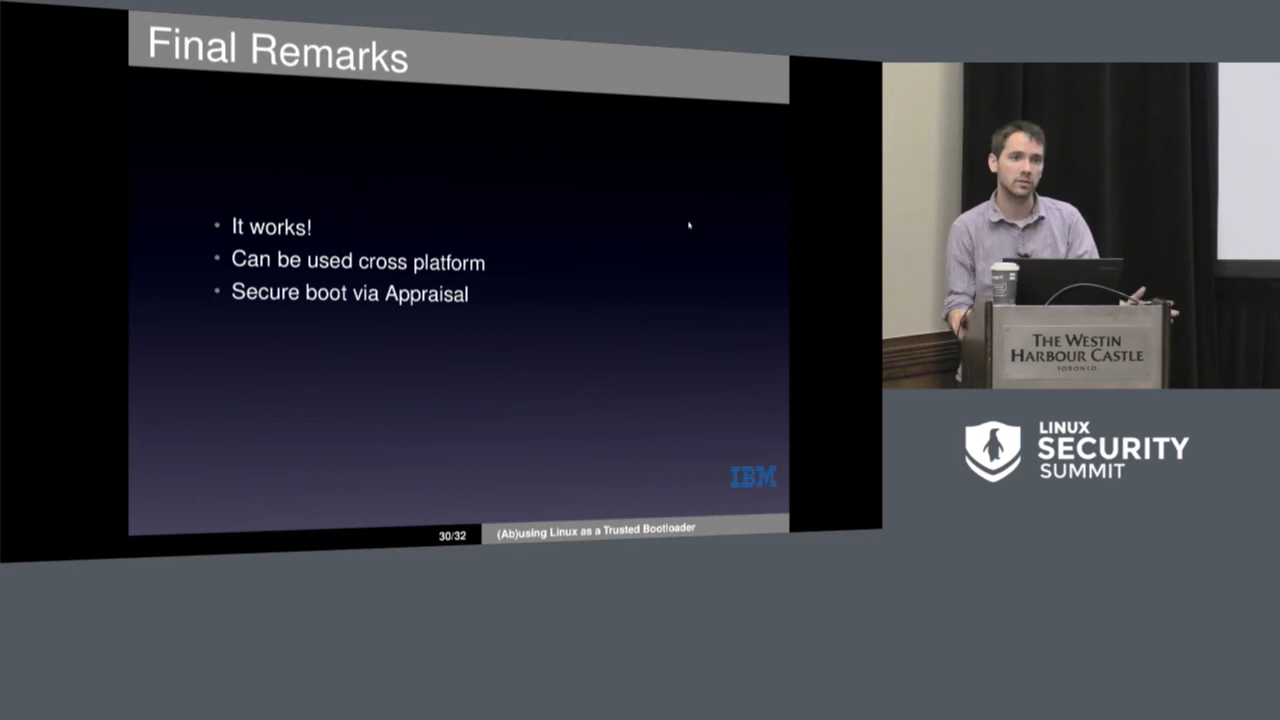 Final Remarks
It works!
Can be used cross platform
Secure boot via Appraisal
IBM
30/32
(Ab)using Linux as a Trusted Bootloader
THE WESTIN
HARBOUR CASTLE
TORONTO
LINUX
SECURITY
SUMMIT